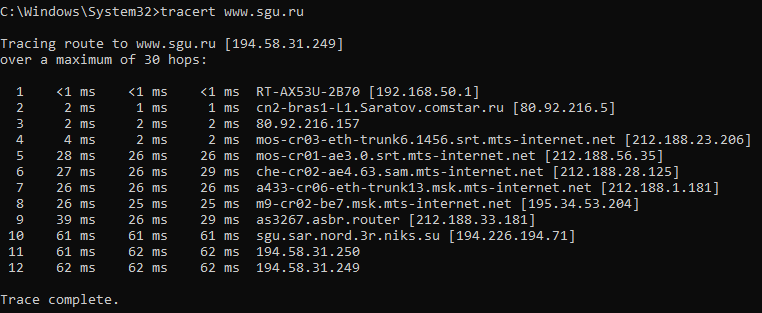 C:\Windows\System32>tracert www.sgu.ru
Tracing route to www.sgu.ru [194.58.31.249]
over a maximum of 30 hops:
1 <1 ms <1 ms <1 ms RT-AX53U-2B70 [192.168.50.1]
2 2 ms 1 ms 1 ms cn2-bras1-L1.Saratov.comstar.ru [80.92.216.5]
3 2 ms 2 ms 2 ms 80.92.216.157
4 4 ms 2 ms 2 ms mos-cr03-eth-trunk6.1456.srt.mts-internet.net [212.188.23.206]
5 28 ms 26 ms 26 ms mos-cr01-ae3.0.srt.mts-internet.net [212.188.56.35]
6 27 ms 26 ms 29 ms che-cr02-ae4.63.sam.mts-internet.net [212.188.28.125]
7 26 ms 26 ms 26 ms a433-cr06-eth-trunk13.msk.mts-internet.net [212.188.1.181]
8 26 ms 25 ms 25 ms m9-cr02-be7.msk.mts-internet.net [195.34.53.204]
9 39 ms 26 ms 29 ms as3267.asbr.router [212.188.33.181]
10 61 ms 61 ms 61 ms sgu.sar.nord.3r.niks.su [194.226.194.71]
11 61 ms 62 ms 62 ms 194.58.31.250
12 62 ms 62 ms 62 ms 194.58.31.249
Trace complete.